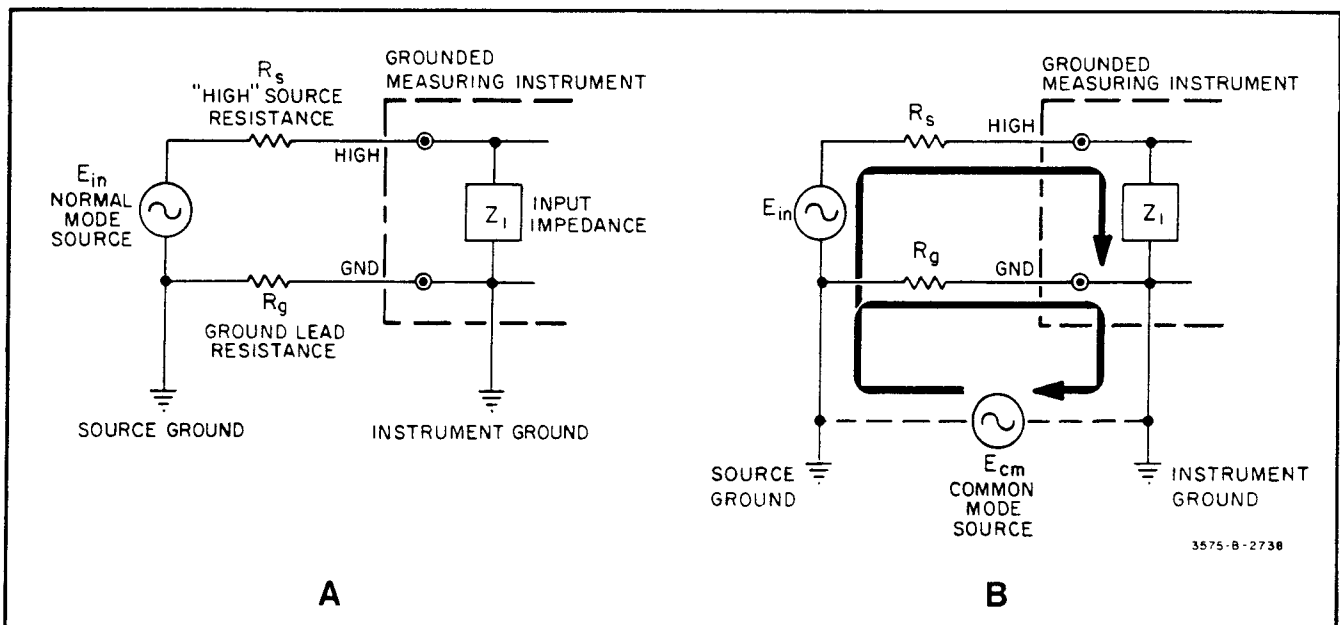 GROUNDED
MEASURING INSTRUMENT
Rs
"HIGH" SOURCE
RESISTANCE
HIGH
Ein
NORMAL
MODE
SOURCE
Z1
INPUT
IMPEDANCE
GND
Rg
GROUND LEAD
RESISTANCE
SOURCE GROUND
INSTRUMENT GROUND
A
GROUNDED
MEASURING INSTRUMENT
Rs
HIGH
Ein
Z1
Rg
GND
SOURCE
GROUND
Ecm
COMMON
MODE
SOURCE
INSTRUMENT
GROUND
3575-B-2738
B